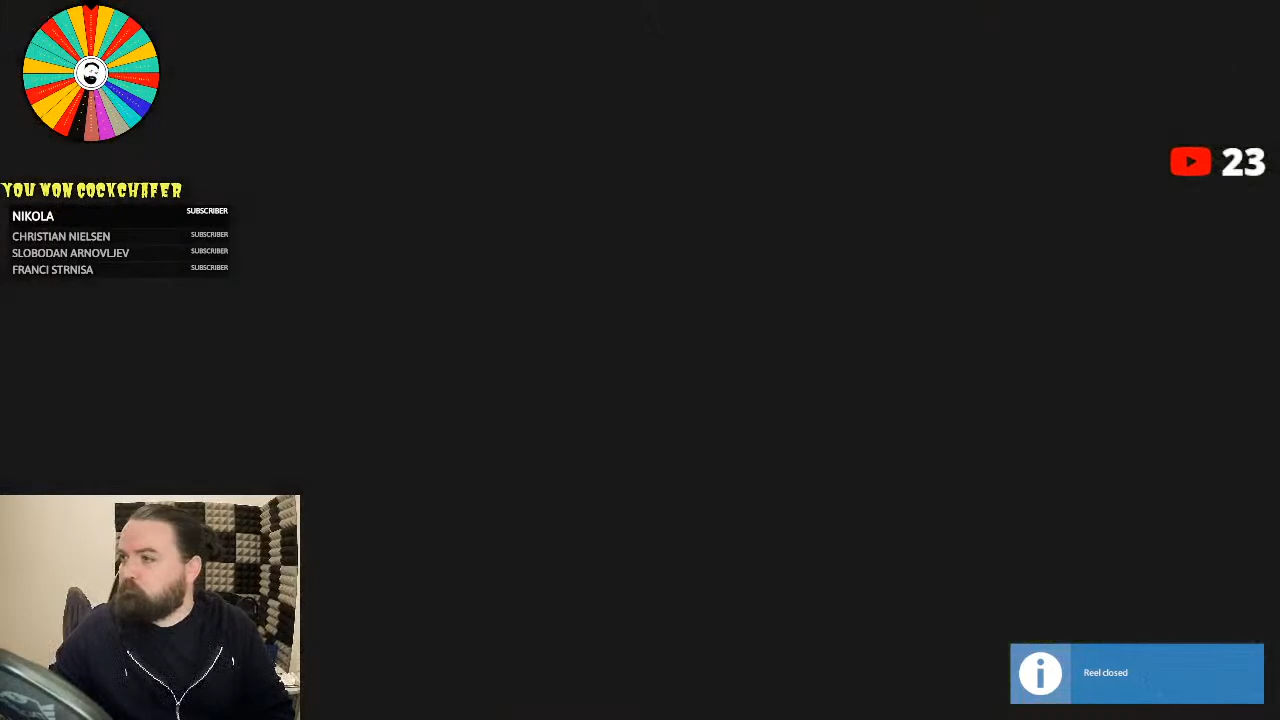 23
YOU WON COCKCHAFER
NIKOLA SUBSCRIBER
CHRISTIAN NIELSEN SUBSCRIBER
SLOBODAN ARNOVLJEV SUBSCRIBER
FRANCI STRNISA SUBSCRIBER
Reel closed